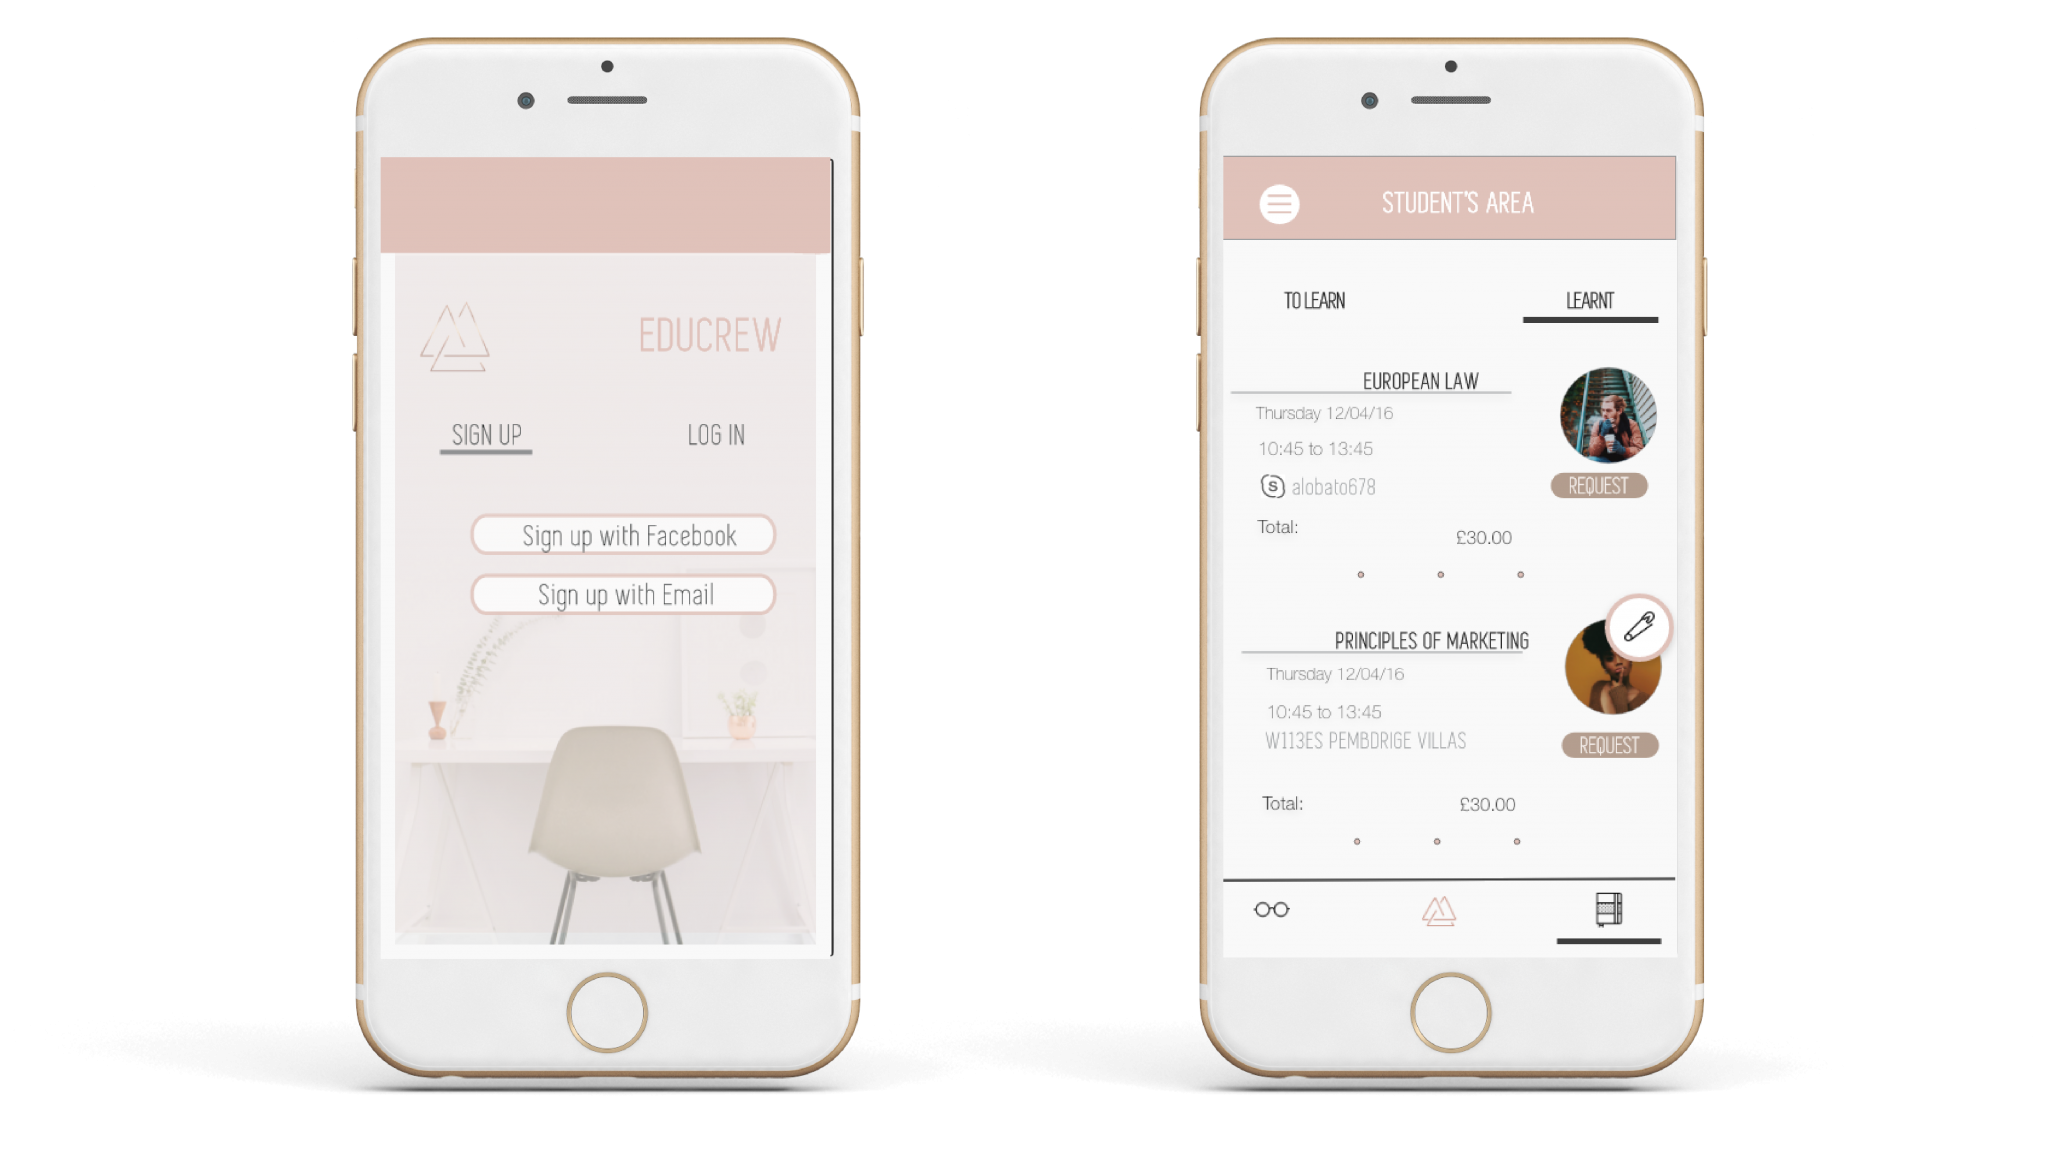 EDUCREW
SIGN UP
LOG IN
Sign up with Facebook
Sign up with Email
STUDENT'S AREA
TO LEARN
LEARNT
EUROPEAN LAW
Thursday 12/04/16
10:45 to 13:45
alobato678
REQUEST
Total:
£30.00
PRINCIPLES OF MARKETING
Thursday 12/04/16
10:45 to 13:45
W113ES PEMBDRIGE VILLAS
REQUEST
Total:
£30.00